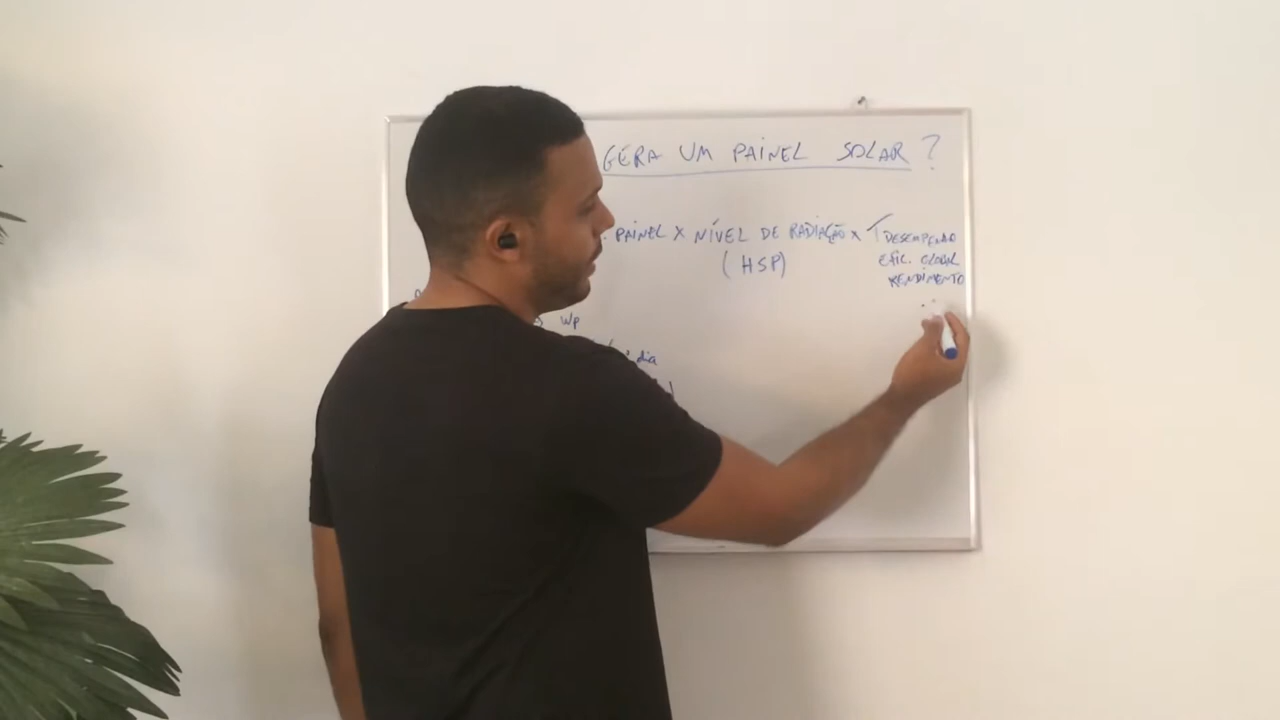 GERA UM PAINEL SOLAR ?
. PAINEL X NÍVEL DE RADIAÇÃO X
DESEMPENHO
(HSP)
EFIC. GLOBAL
RENDIMENTO
Wp
dia